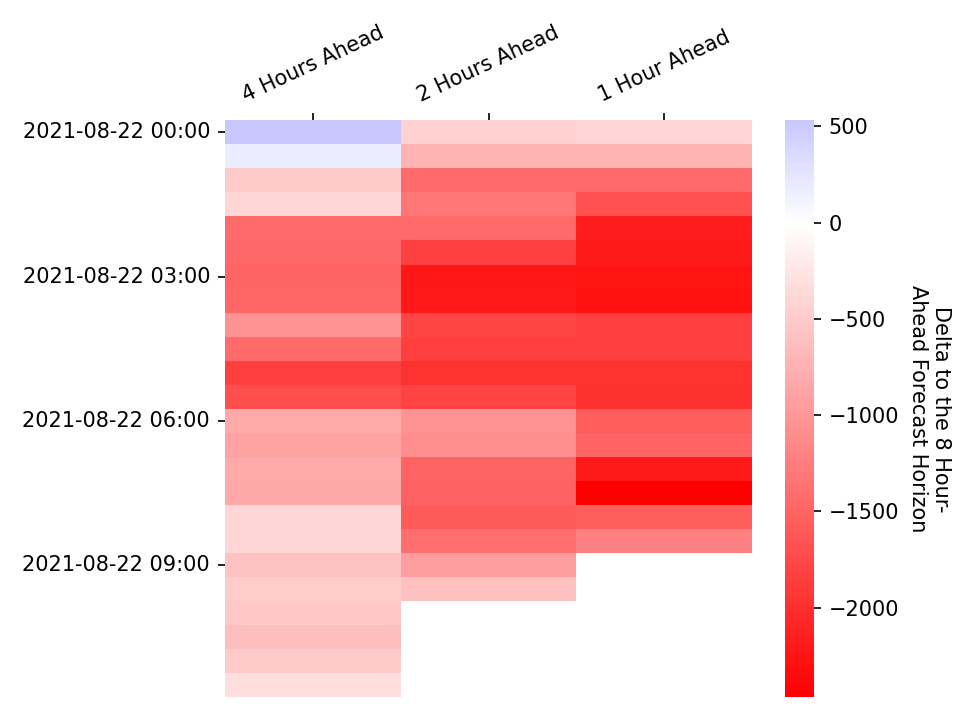 4 Hours Ahead
2 Hours Ahead
1 Hour Ahead
2021-08-22 00:00
2021-08-22 03:00
2021-08-22 06:00
2021-08-22 09:00
500
0
−500
−1000
−1500
−2000
Delta to the 8 Hour-
Ahead Forecast Horizon